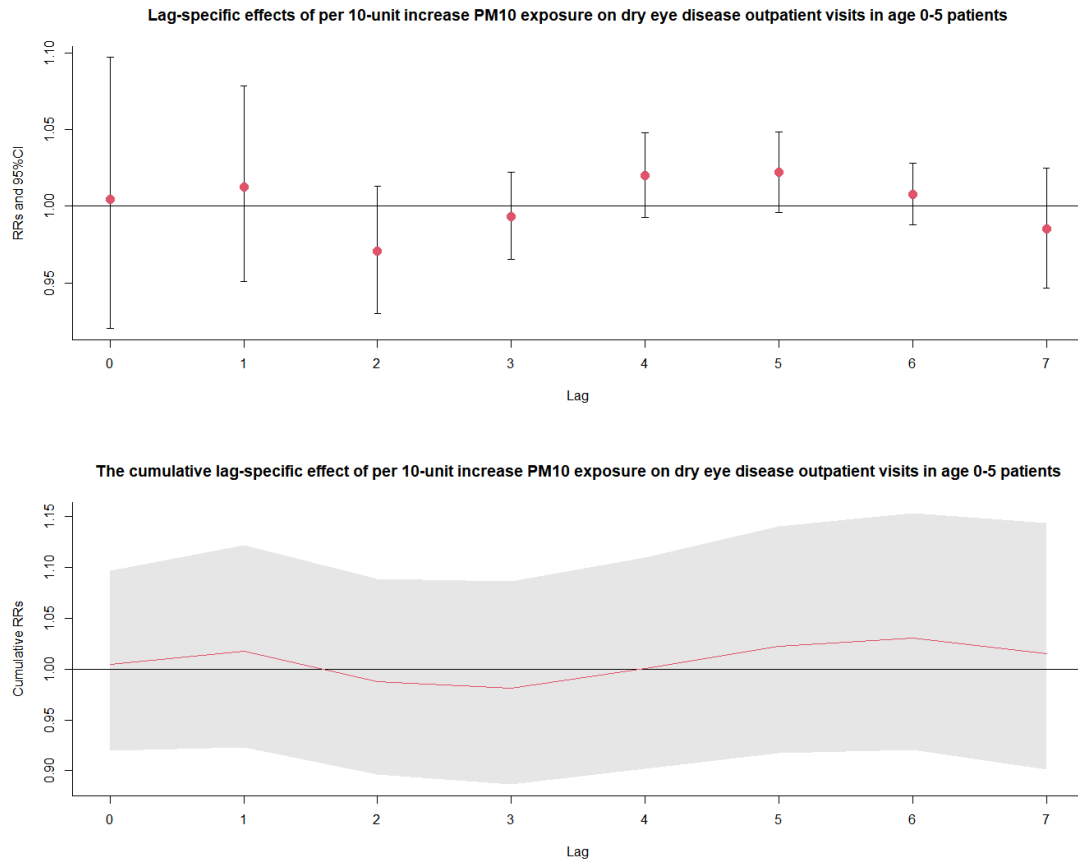 Lag-specific effects of per 10-unit increase PM10 exposure on dry eye disease outpatient visits in age 0-5 patients
RRs and 95%CI
1.10
1.05
1.00
0.95
0 1 2 3 4 5 6 7
Lag
The cumulative lag-specific effect of per 10-unit increase PM10 exposure on dry eye disease outpatient visits in age 0-5 patients
Cumulative RRs
1.15
1.10
1.05
1.00
0.95
0.90
0 1 2 3 4 5 6 7
Lag